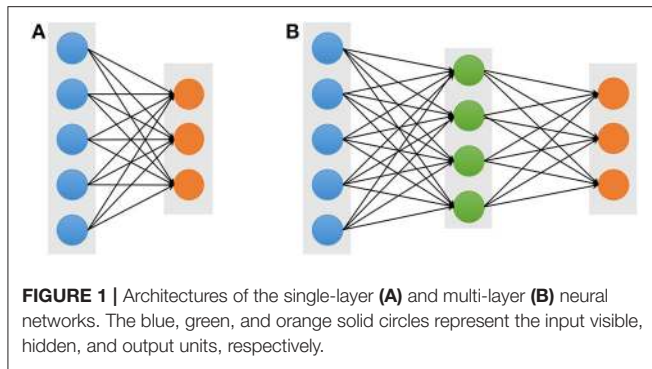 A
B
FIGURE 1 | Architectures of the single-layer (A) and multi-layer (B) neural
networks. The blue, green, and orange solid circles represent the input visible,
hidden, and output units, respectively.